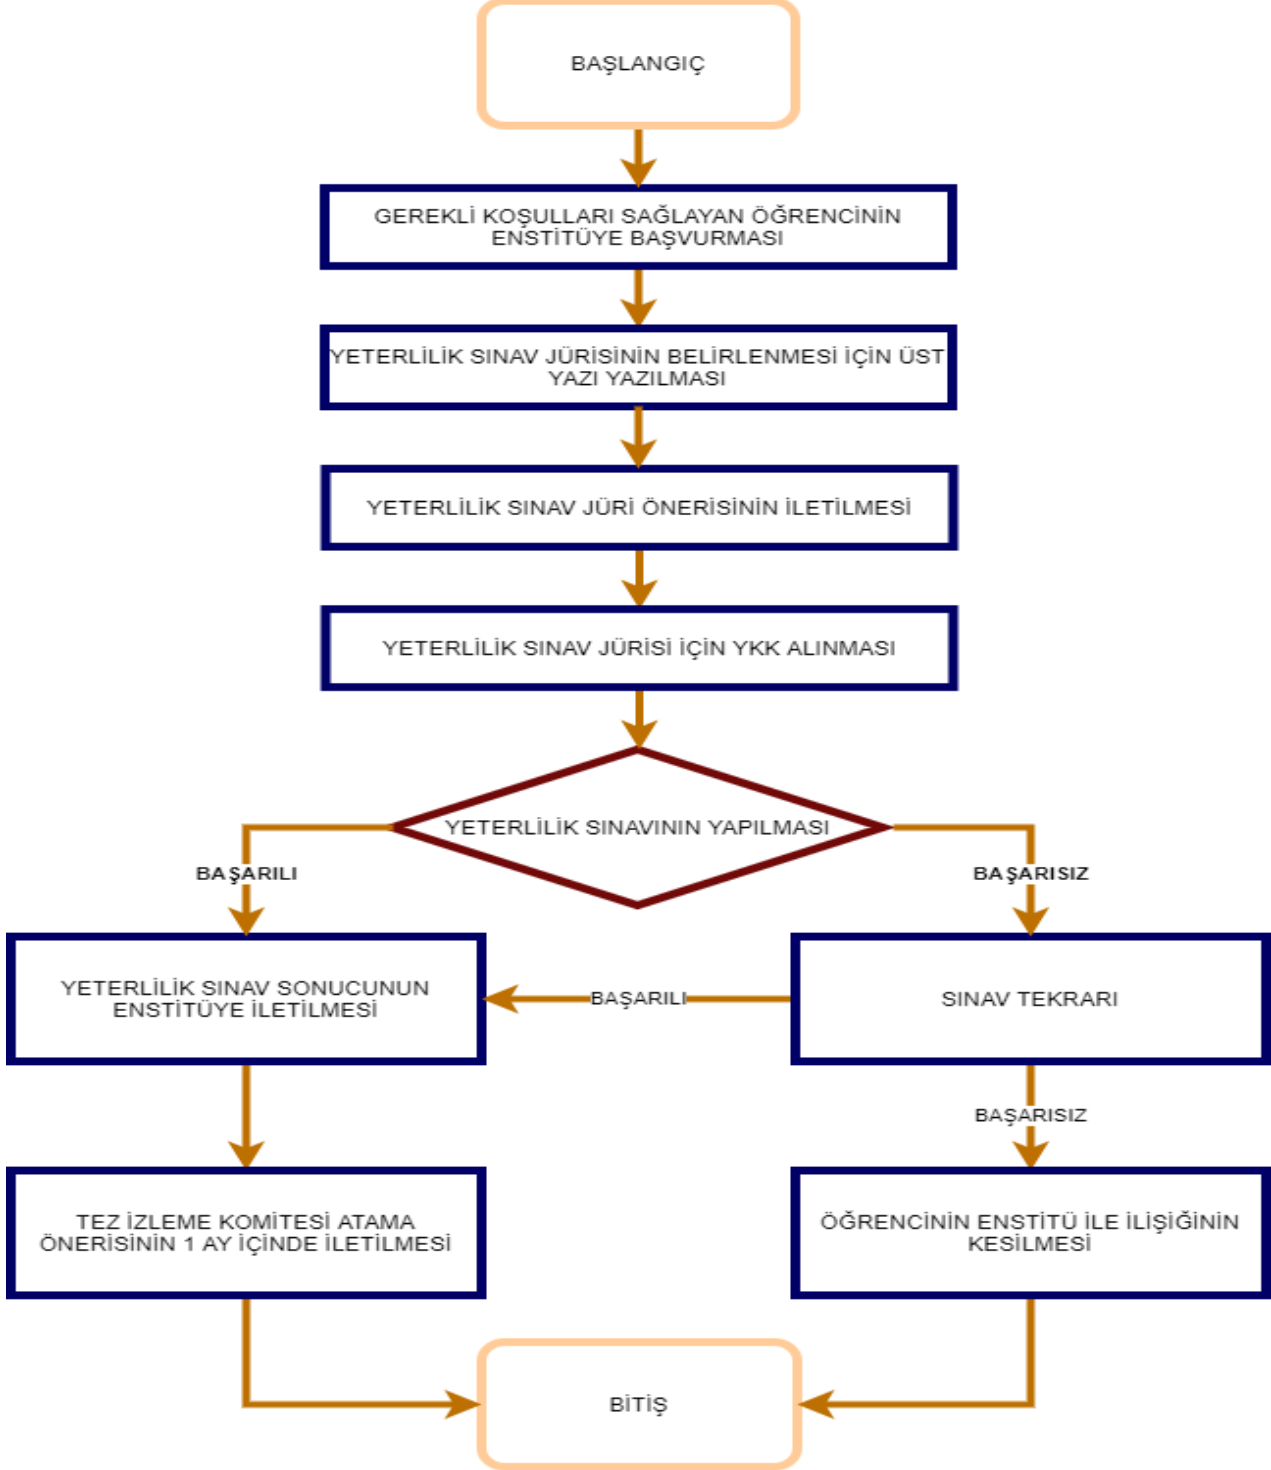 BAŞLANGIÇ
GEREKLİ KOŞULLARI SAĞLAYAN ÖĞRENCİNİN
ENSTİTÜYE BAŞVURMASI
YETERLİLİK SINAV JÜRİSİNİN BELİRLENMESİ İÇİN ÜST
YAZI YAZILMASI
YETERLİLİK SINAV JÜRİ ÖNERİSİNİN İLETİLMESİ
YETERLİLİK SINAV JÜRİSİ İÇİN YKK ALINMASI
YETERLİLİK SINAVININ YAPILMASI
BAŞARILI
BAŞARISIZ
YETERLİLİK SINAV SONUCUNUN
ENSTİTÜYE İLETİLMESİ
BAŞARILI
SINAV TEKRARI
BAŞARISIZ
TEZ İZLEME KOMİTESİ ATAMA
ÖNERİSİNİN 1 AY İÇİNDE İLETİLMESİ
ÖĞRENCİNİN ENSTİTÜ İLE İLİŞİĞİNİN
KESİLMESİ
BİTİŞ